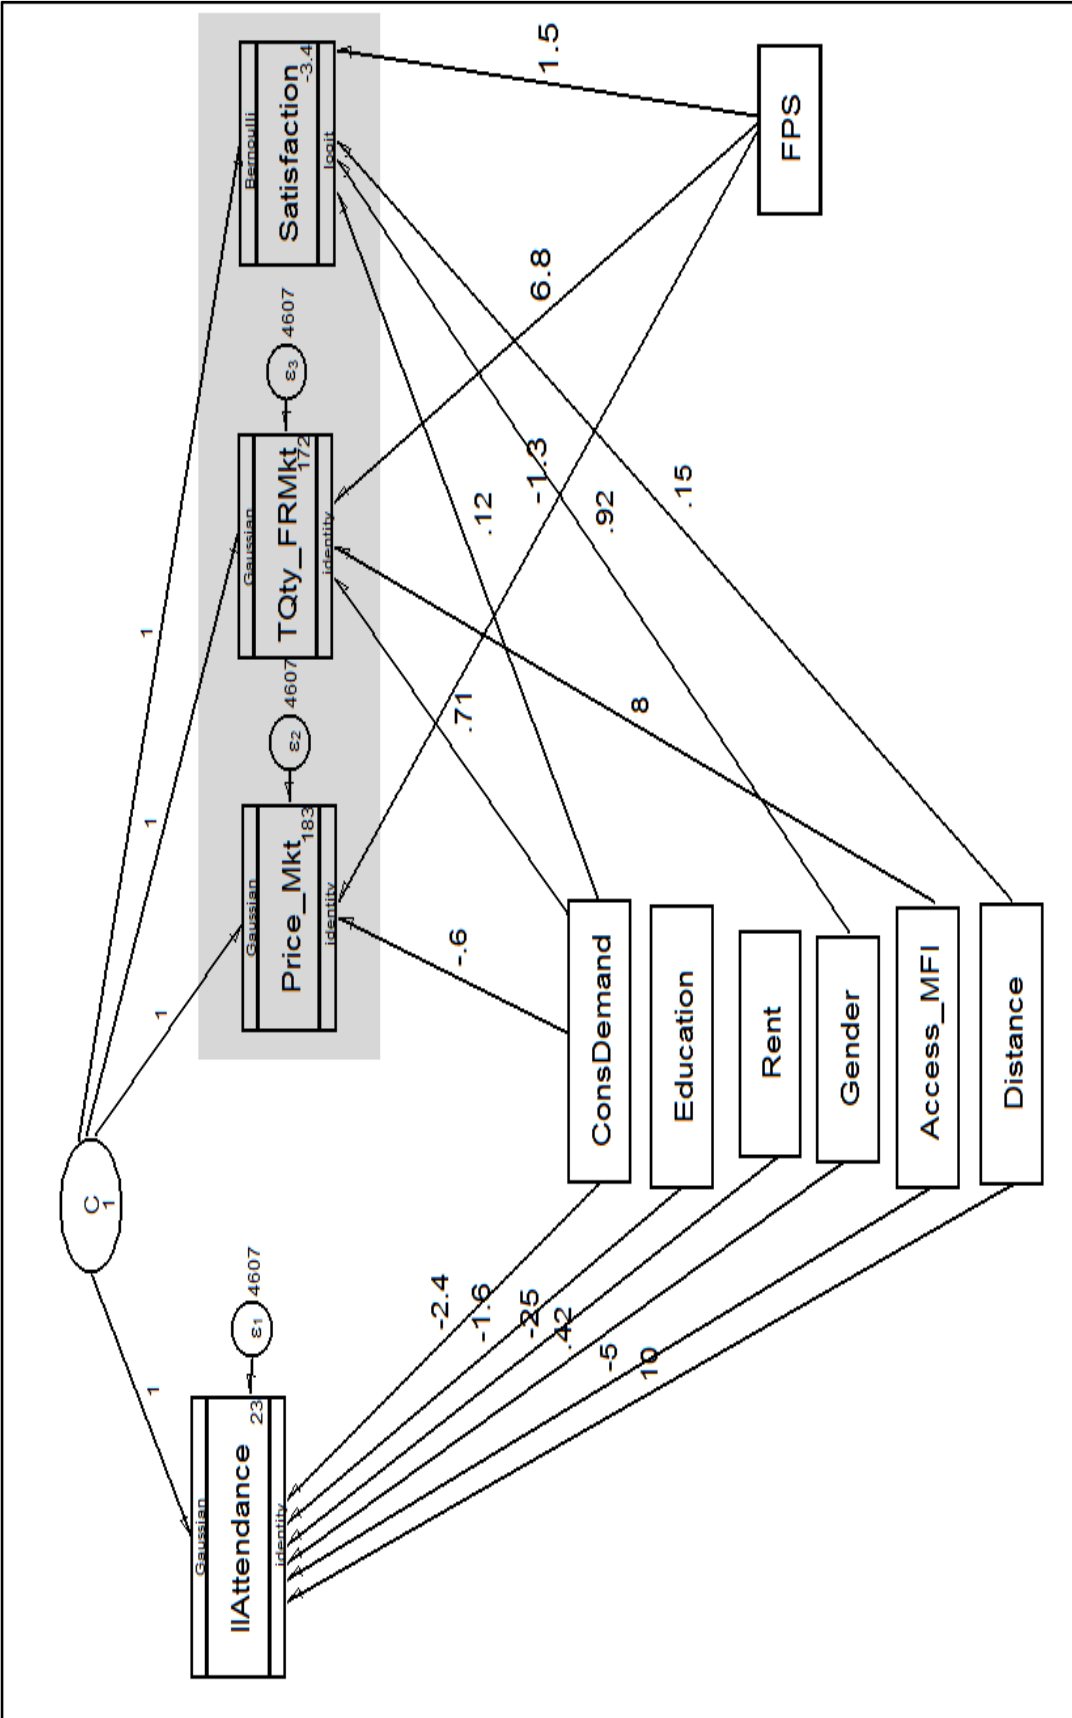 C
1
1
1
1
1
Gaussian
IIAttendance
23
identity
ε1
4607
Gaussian
Price_Mkt
183
identity
ε2
4607
Gaussian
TQty_FRMkt
172
identity
ε3
4607
Bernoulli
Satisfaction
-3.4
logit
-2.4
-1.6
-25
.42
-5
10
-.6
.71
.12
-1.3
.92
8
.15
6.8
1.5
ConsDemand
Education
Rent
Gender
Access_MFI
Distance
FPS